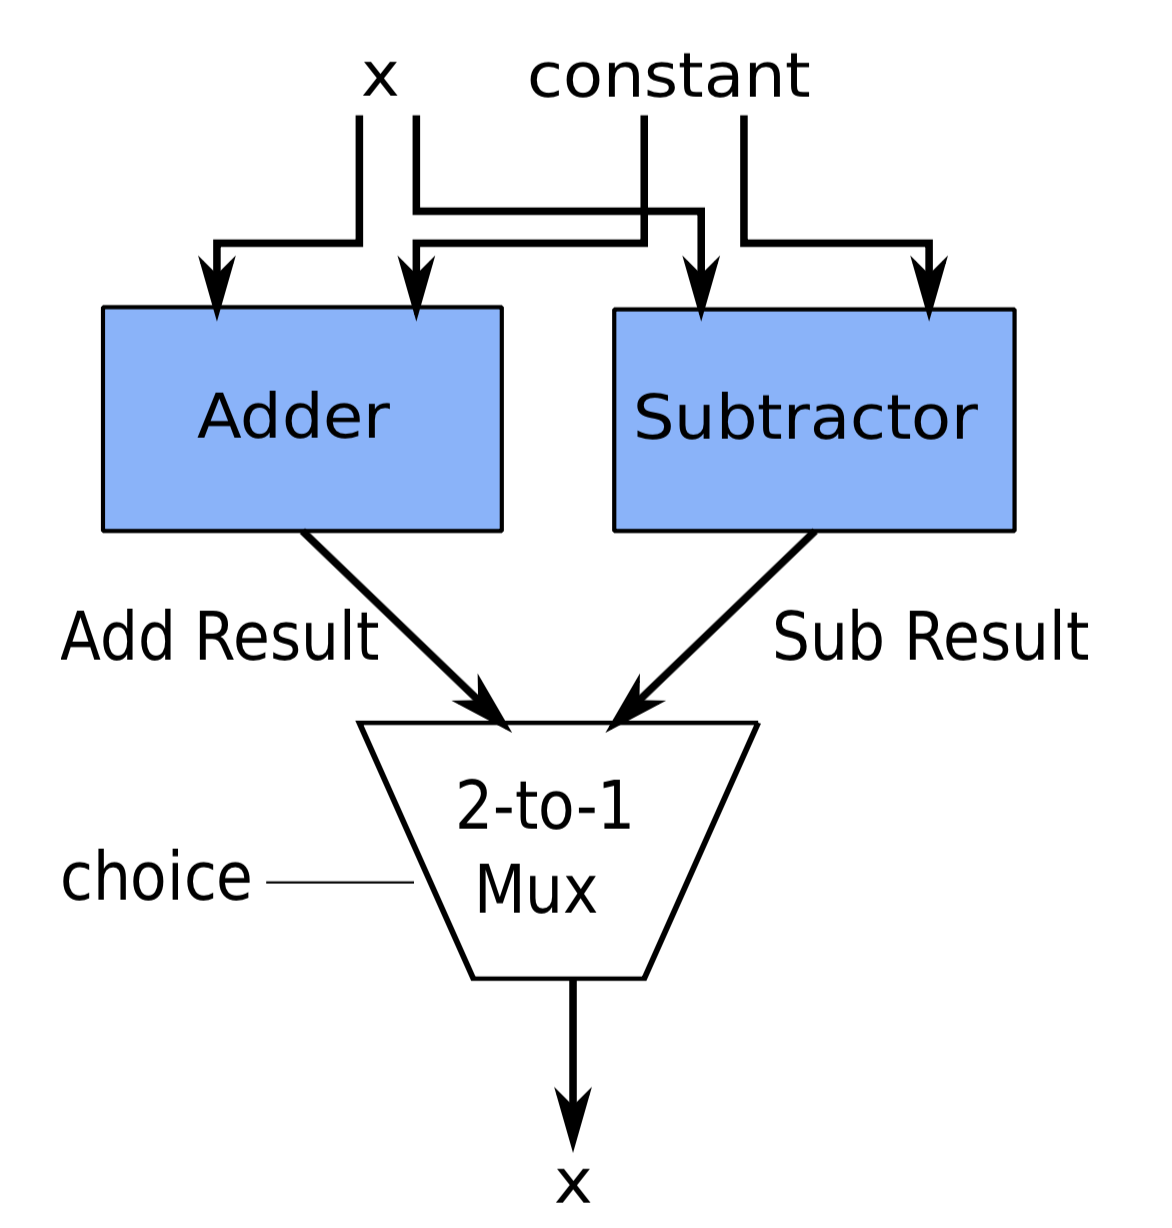 x constant
Adder Subtractor
Add Result Sub Result
2-to-1
Mux
choice
x